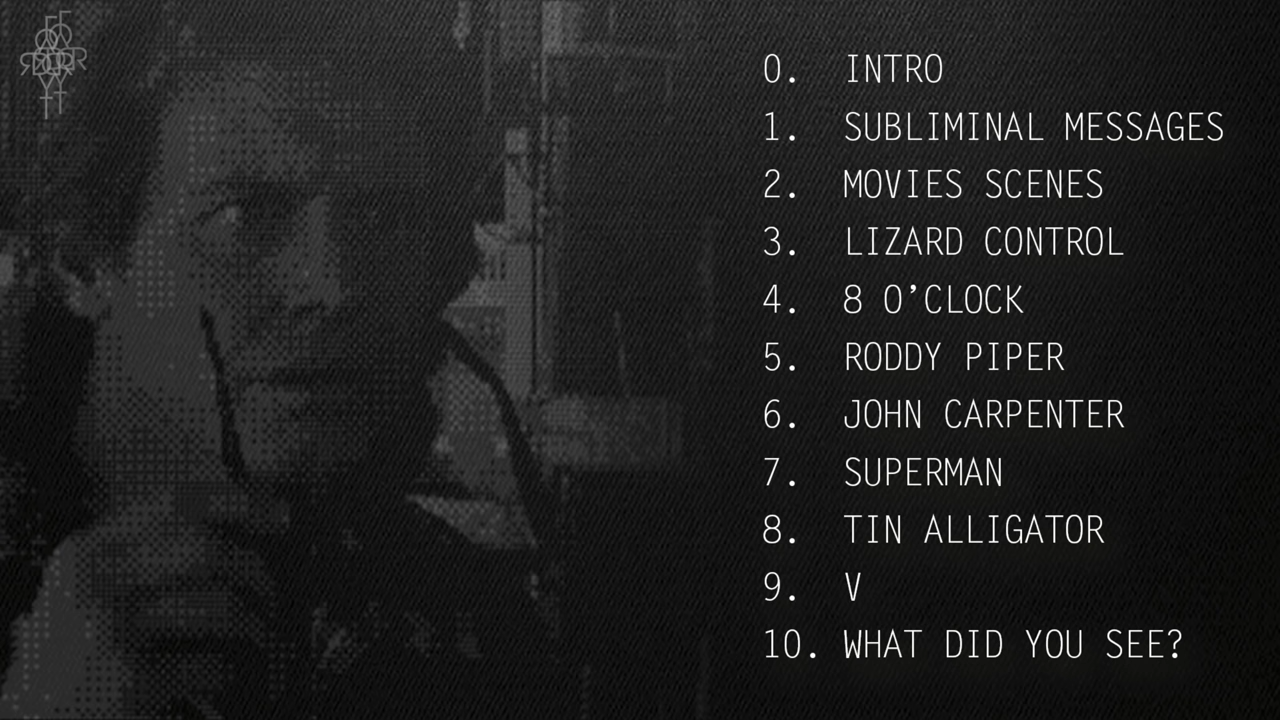 0. INTRO
1. SUBLIMINAL MESSAGES
2. MOVIES SCENES
3. LIZARD CONTROL
4. 8 O’CLOCK
5. RODDY PIPER
6. JOHN CARPENTER
7. SUPERMAN
8. TIN ALLIGATOR
9. V
10. WHAT DID YOU SEE?